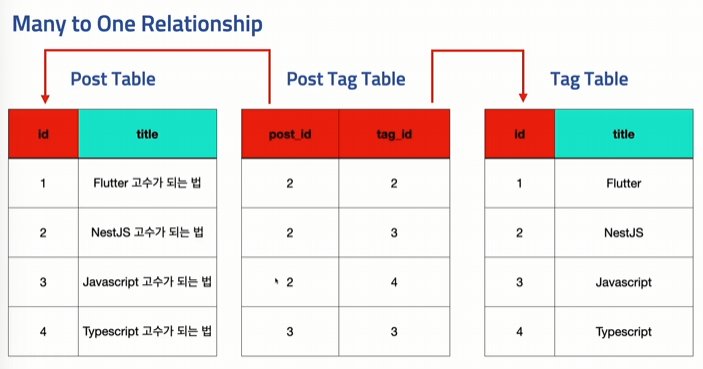 Many to One Relationship
Post Table
id title
1 Flutter 고수가 되는 법
2 NestJS 고수가 되는 법
3 Javascript 고수가 되는 법
4 Typescript 고수가 되는 법
Post Tag Table
post_id tag_id
2 2
2 3
2 4
3 3
Tag Table
id title
1 Flutter
2 NestJS
3 Javascript
4 Typescript